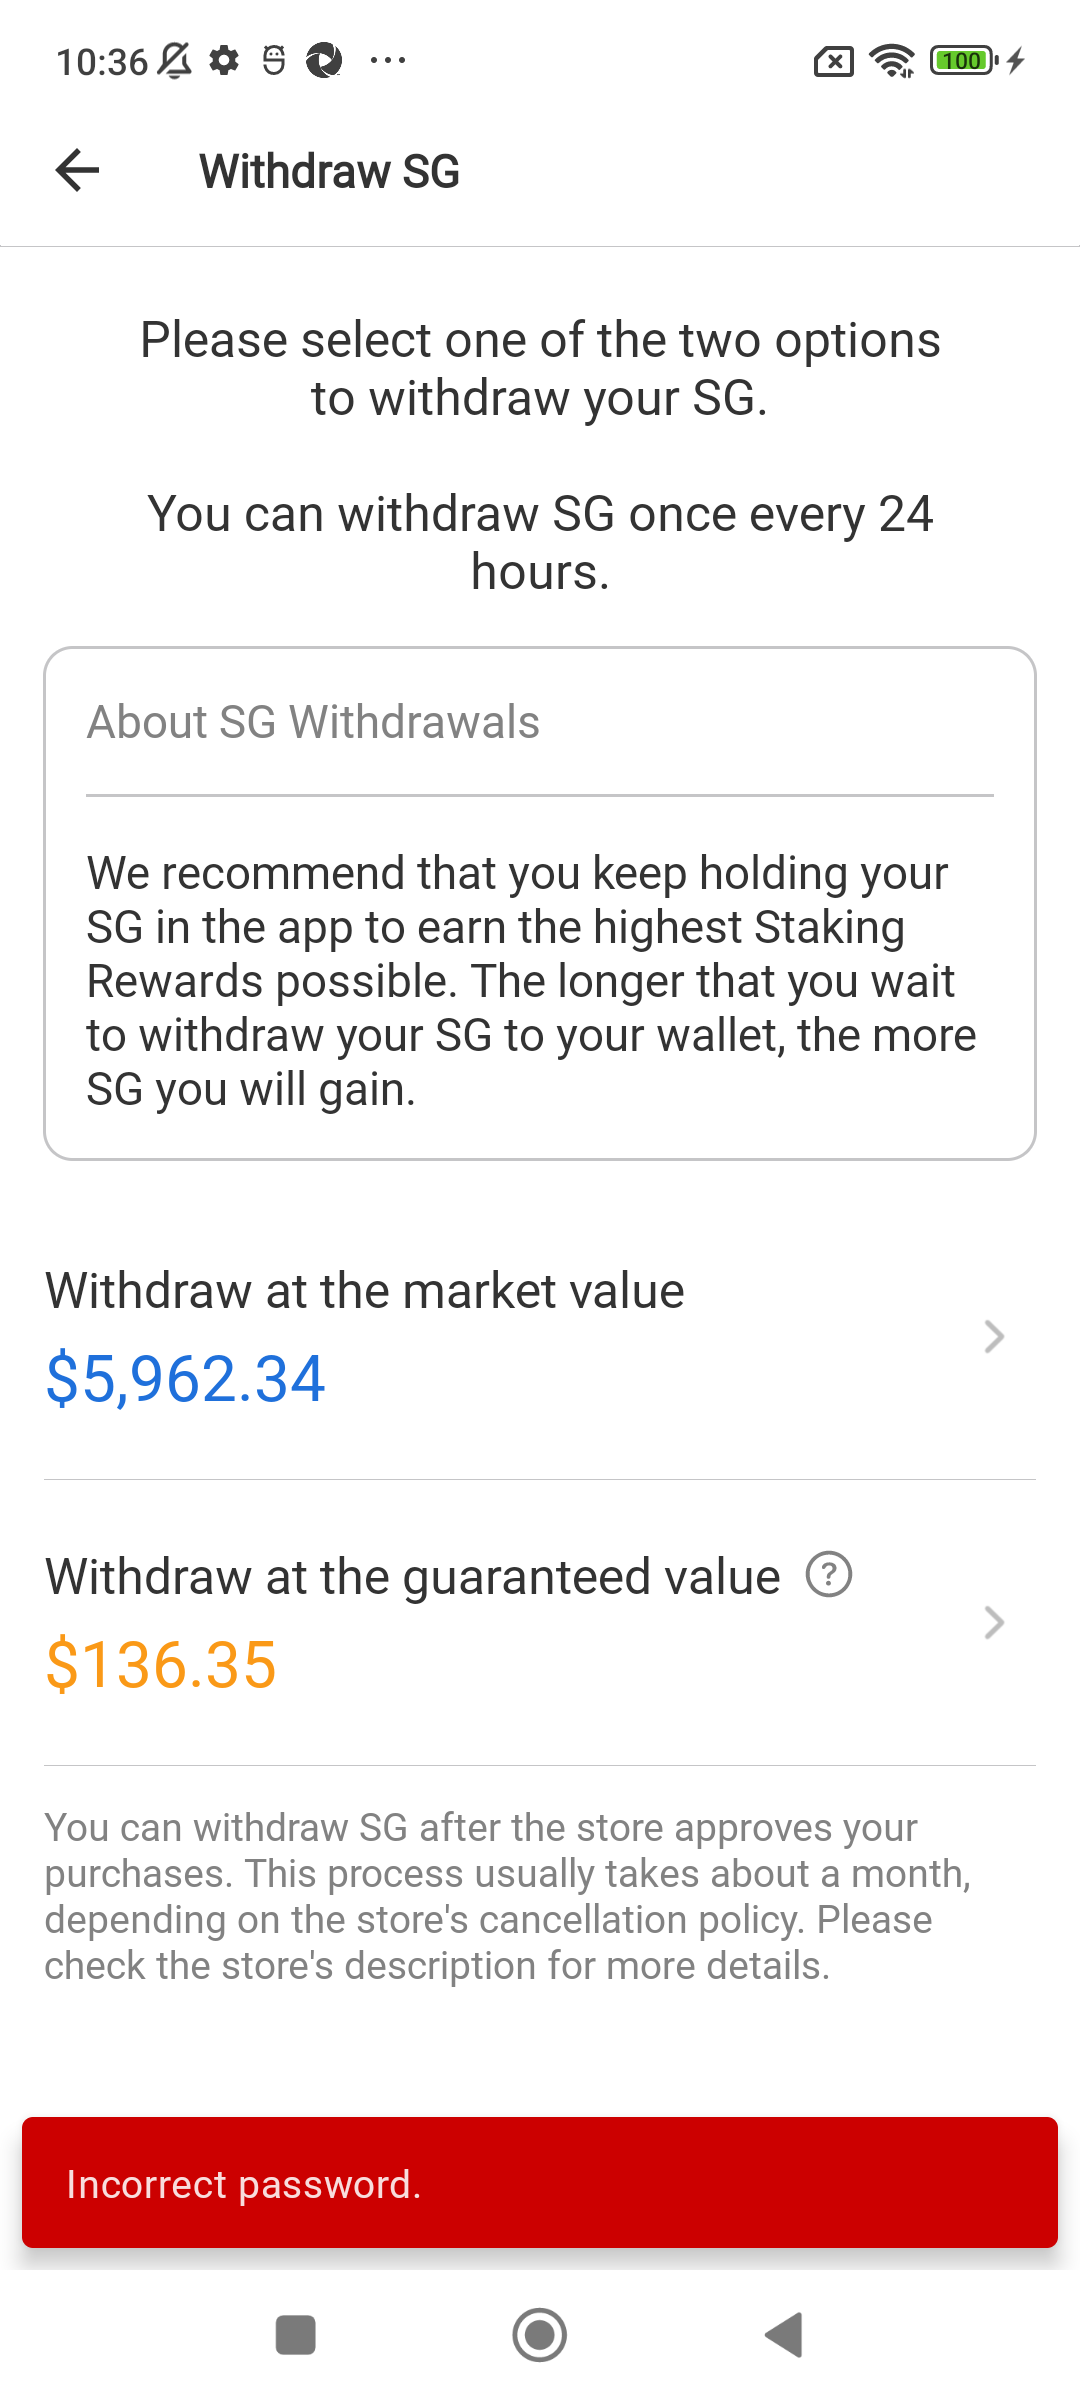 10:36
100
Withdraw SG
Please select one of the two options
to withdraw your SG.
You can withdraw SG once every 24
hours.
About SG Withdrawals
We recommend that you keep holding your
SG in the app to earn the highest Staking
Rewards possible. The longer that you wait
to withdraw your SG to your wallet, the more
SG you will gain.
Withdraw at the market value
$5,962.34
Withdraw at the guaranteed value ?
$136.35
You can withdraw SG after the store approves your
purchases. This process usually takes about a month,
depending on the store's cancellation policy. Please
check the store's description for more details.
Incorrect password.